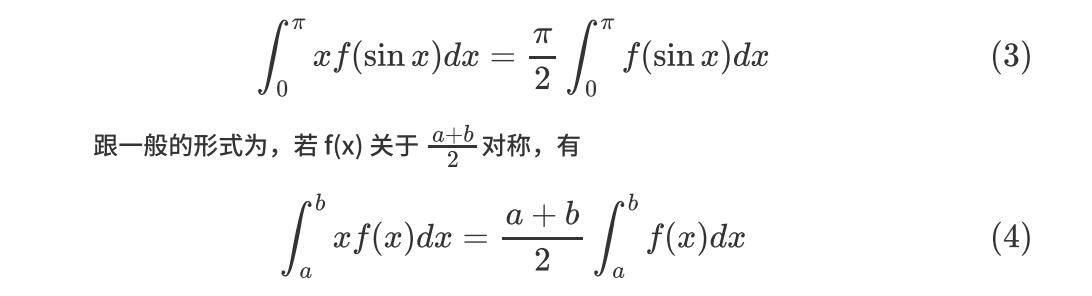 ∫₀^π xf(sin x)dx = π/2 ∫₀^π f(sin x)dx (3)
跟一般的形式为，若 f(x) 关于 a+b/2 对称，有
∫ₐ^b xf(x)dx = a + b/2 ∫ₐ^b f(x)dx (4)